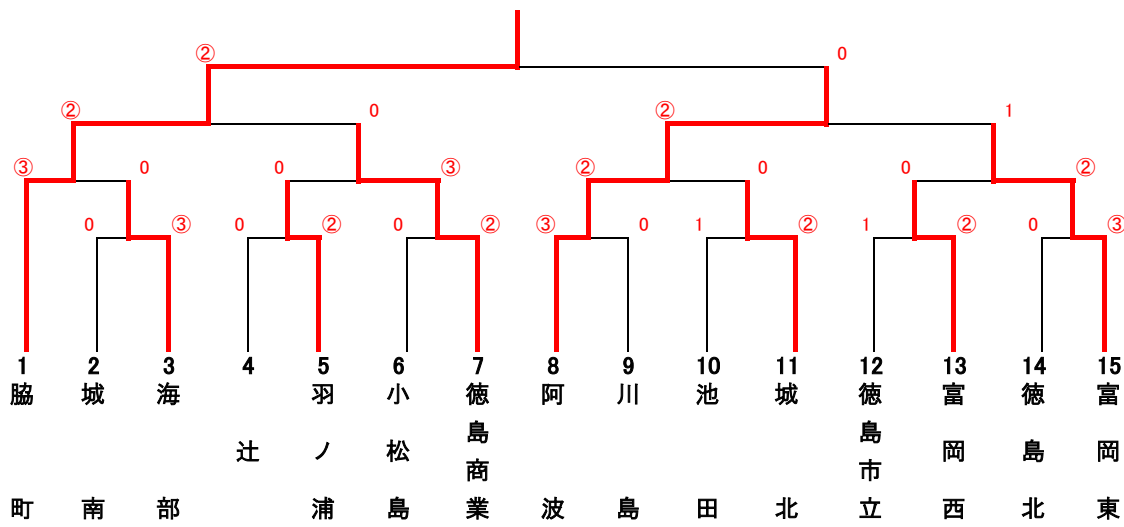 ② 0
② 0 ② 1
③ 0 0 ③ ② 0 0 ②
0 ③ 0 ② 0 ② ③ 0 1 ② 1 ② 0 ③
1 2 3 4 5 6 7 8 9 10 11 12 13 14 15
脇町
城南
海部
辻
羽ノ浦
小松島
徳島商業
阿波
川島
池田
城北
徳島市立
富岡西
徳島北
富岡東